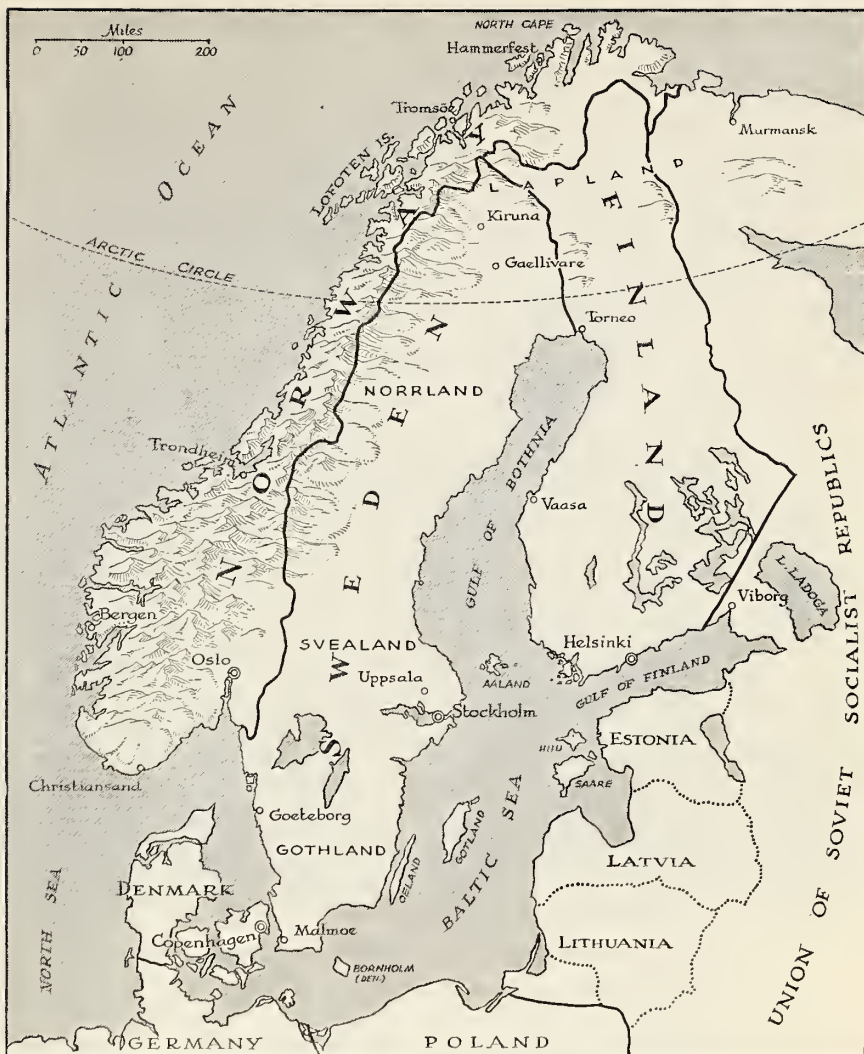 Miles
0 100 200
NORTH CAPE
Hammerfest
Tromsöe
Murmansk
LOFOTEN IS.
ATLANTIC OCEAN
ARCTIC CIRCLE
LAPLAND
Kiruna
Gaellivare
Torneo
NORWAY
SWEDEN
FINLAND
NORRLAND
Trondheim
GULF OF BOTHNIA
Vaasa
UNION OF SOVIET SOCIALIST REPUBLICS
L. LADOGA
Viborg
Bergen
SVEALAND
Helsinki
Oslo
Uppsala
AALAND
GULF OF FINLAND
Stockholm
HIIU
ESTONIA
Christiansand
SAARE
Goeteborg
GOTLAND
GOTHLAND
OELAND
BALTIC SEA
LATVIA
DENMARK
NORTH SEA
Copenhagen
Malmoe
LITHUANIA
BORNHOLM
(DEN.)
GERMANY
POLAND